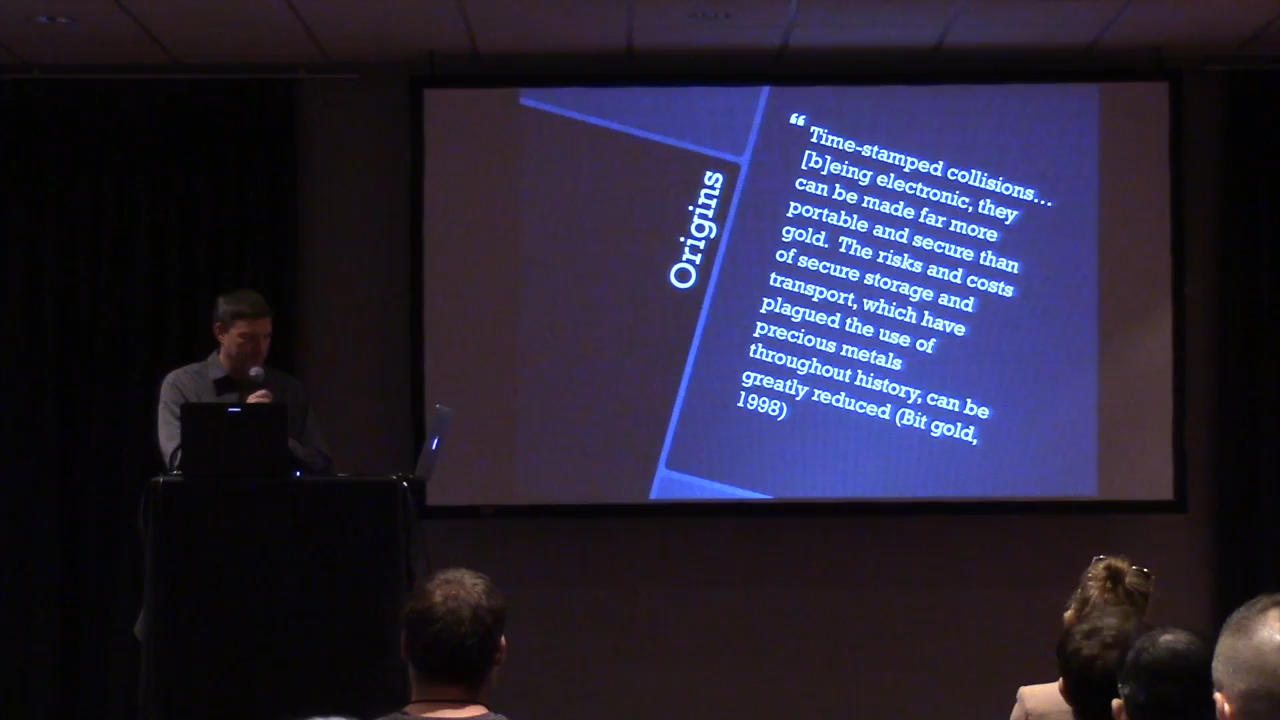 Origins
“ Time-stamped collisions…
[b]eing electronic, they
can be made far more
portable and secure than
gold. The risks and costs
of secure storage and
transport, which have
plagued the use of
precious metals
throughout history, can be
greatly reduced (Bit gold,
1998)